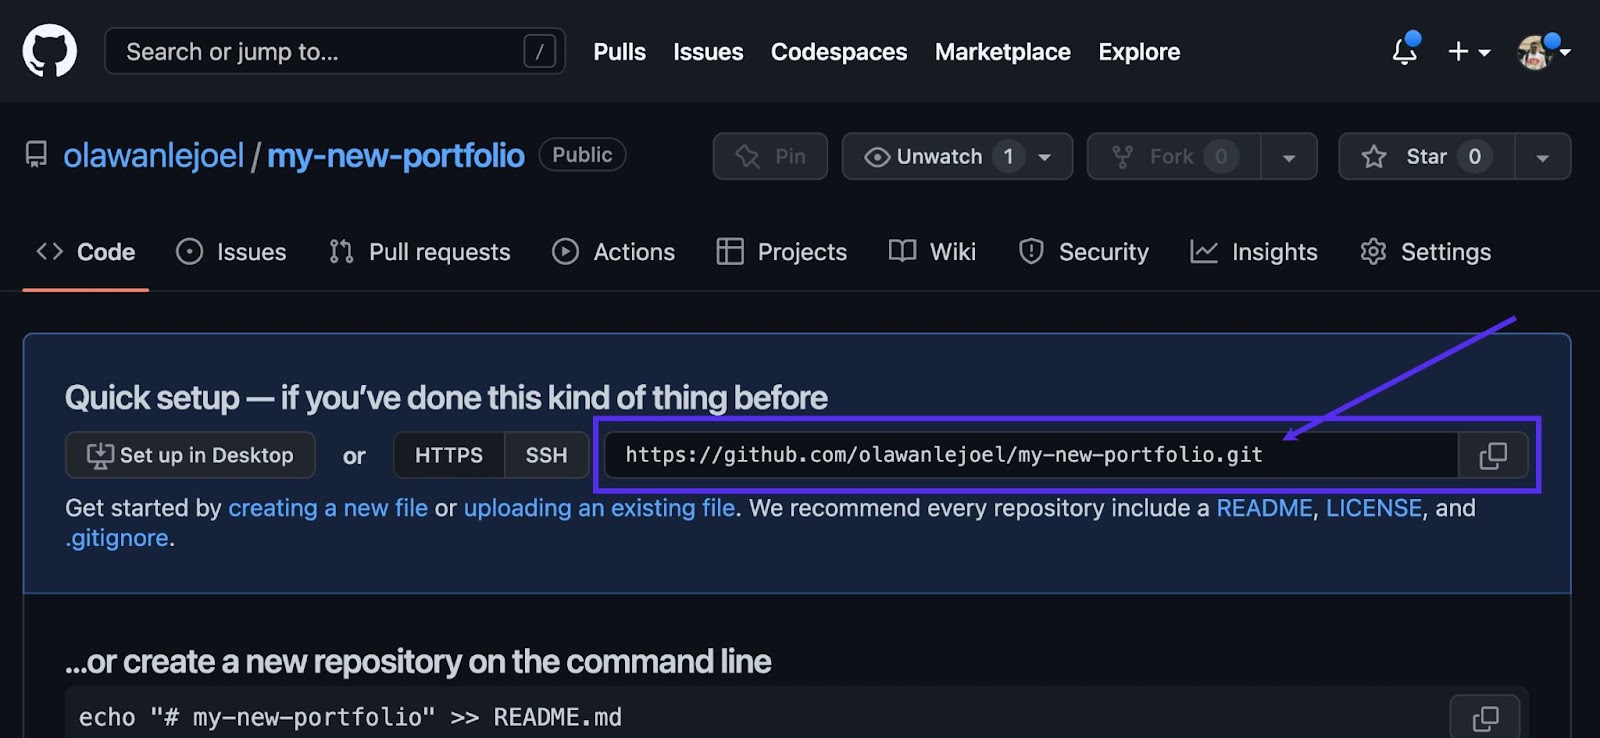 Search or jump to... / Pulls Issues Codespaces Marketplace Explore
olawanlejoel / my-new-portfolio Public Pin Unwatch 1 Fork 0 Star 0
Code Issues Pull requests Actions Projects Wiki Security Insights Settings
Quick setup — if you’ve done this kind of thing before
Set up in Desktop or HTTPS SSH https://github.com/olawanlejoel/my-new-portfolio.git
Get started by creating a new file or uploading an existing file. We recommend every repository include a README, LICENSE, and
.gitignore.
...or create a new repository on the command line
echo "# my-new-portfolio" >> README.md